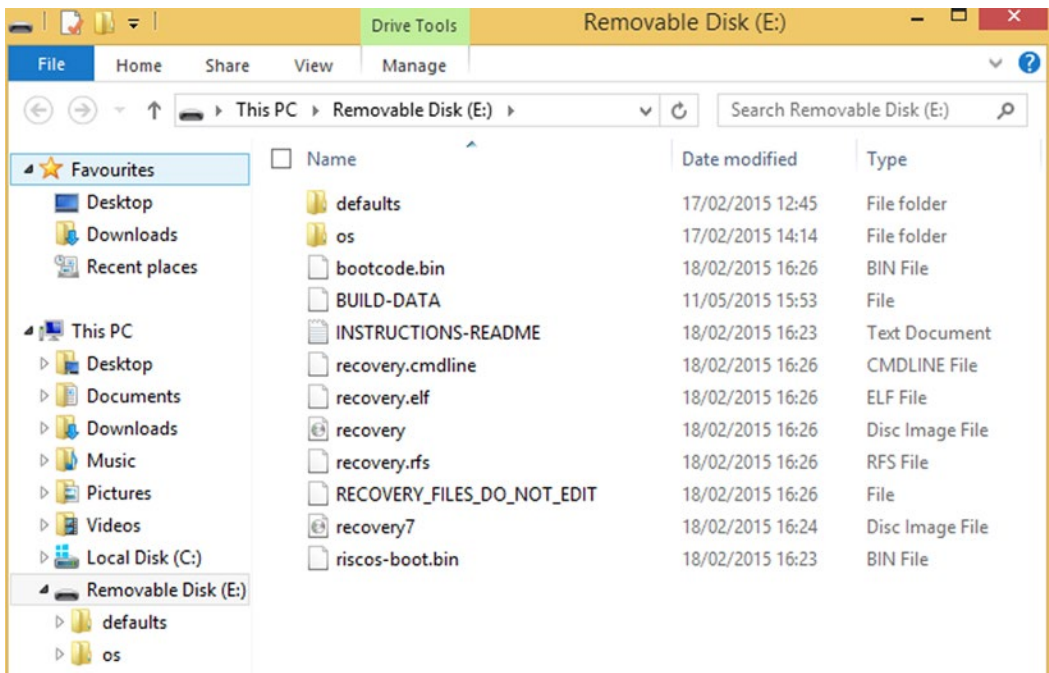 Drive Tools Removable Disk (E:)
File Home Share View Manage
This PC Removable Disk (E:) Search Removable Disk (E:)
Favourites
Desktop
Downloads
Recent places
This PC
Desktop
Documents
Downloads
Music
Pictures
Videos
Local Disk (C:)
Removable Disk (E:)
defaults
os
Name Date modified Type
defaults 17/02/2015 12:45 File folder
os 17/02/2015 14:14 File folder
bootcode.bin 18/02/2015 16:26 BIN File
BUILD-DATA 11/05/2015 15:53 File
INSTRUCTIONS-README 18/02/2015 16:23 Text Document
recovery.cmdline 18/02/2015 16:26 CMDLINE File
recovery.elf 18/02/2015 16:26 ELF File
recovery 18/02/2015 16:26 Disc Image File
recovery.rfs 18/02/2015 16:26 RFS File
RECOVERY_FILES_DO_NOT_EDIT 18/02/2015 16:26 File
recovery7 18/02/2015 16:24 Disc Image File
riscos-boot.bin 18/02/2015 16:23 BIN File